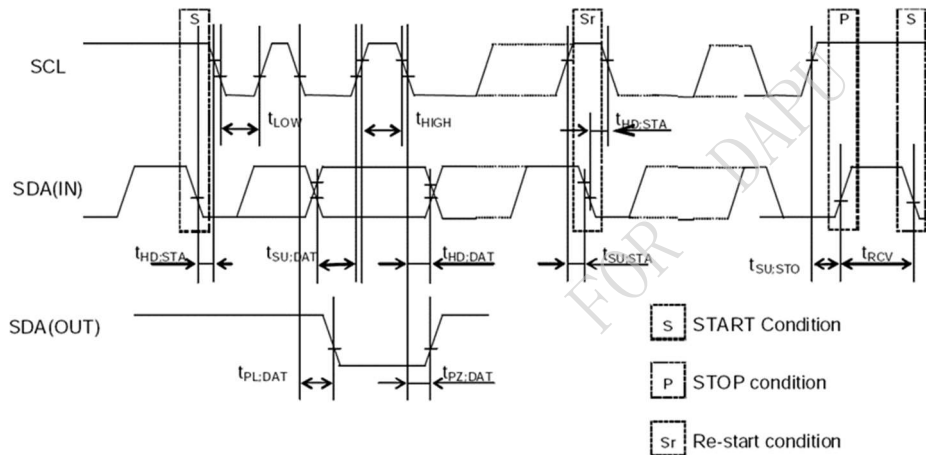 S
Sr
P
S
SCL
tLOW
tHIGH
tHD:STA
SDA(IN)
tHD:STA
tSU:DAT
tHD:DAT
tSU:STA
tSU:STO
tRCV
SDA(OUT)
tPL:DAT
tPZ:DAT
S START Condition
P STOP condition
Sr Re-start condition
FOR DAPU